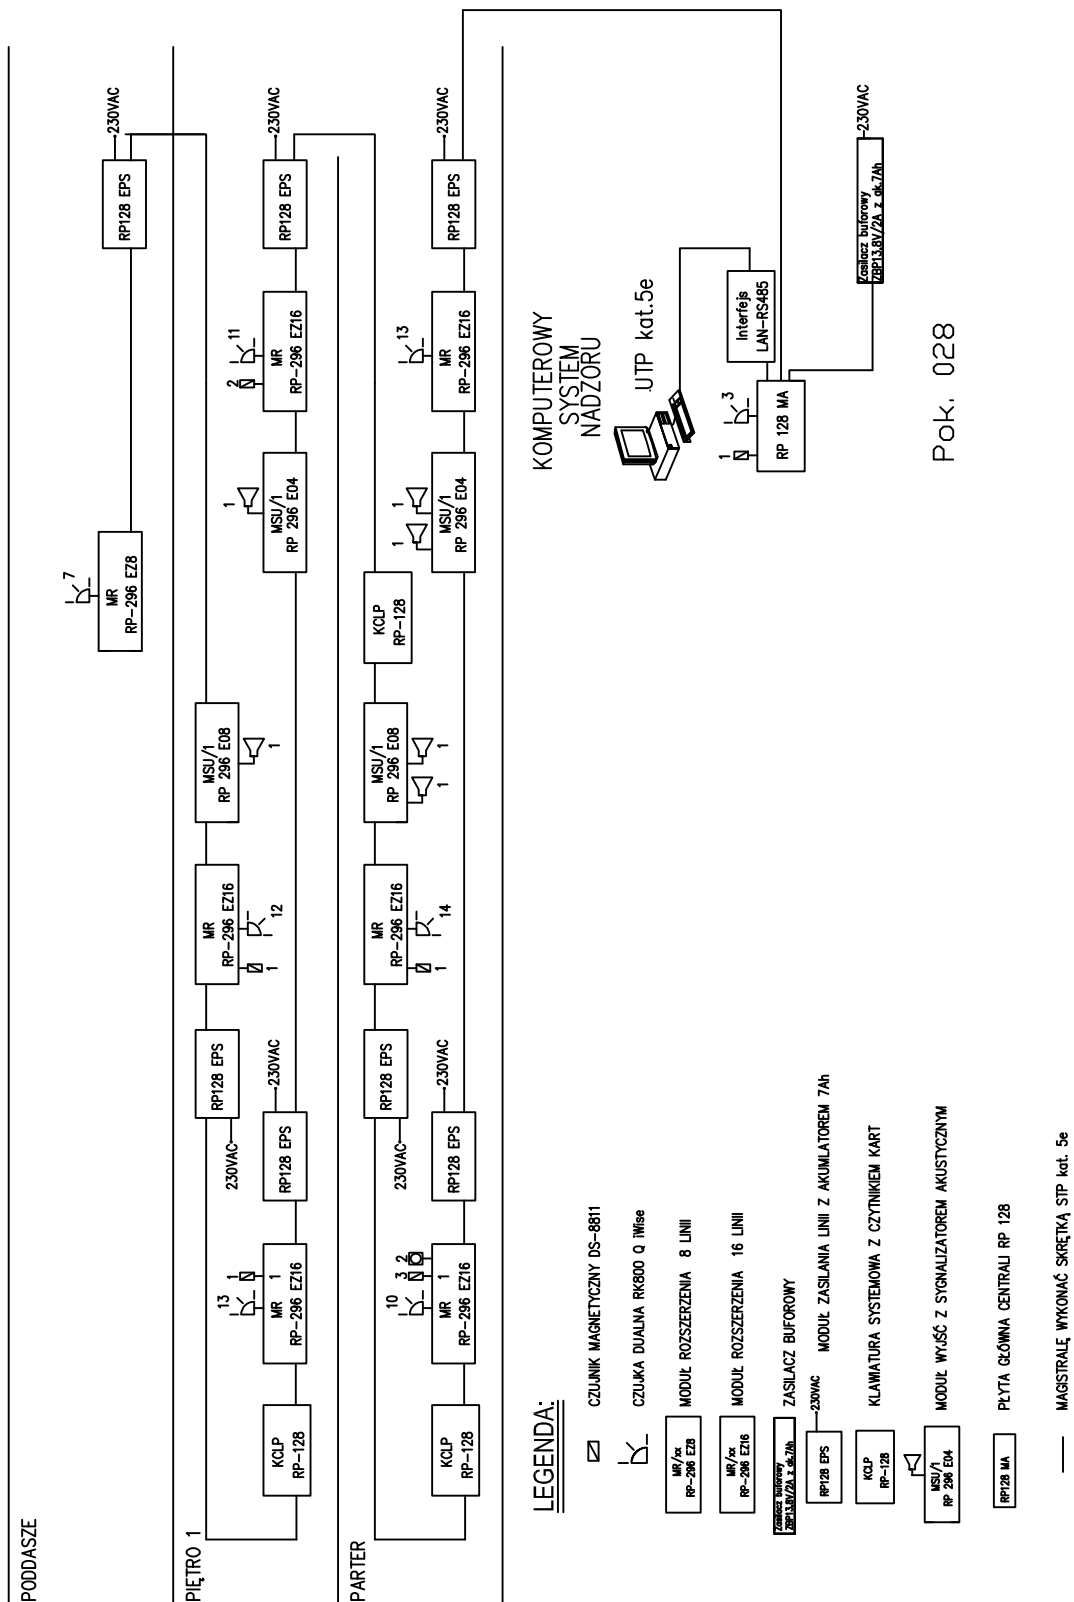 PODDASZE
MR
RP-296 EZ8
7
RP128 EPS
230VAC
PIĘTRO 1
230VAC
RP128 EPS
MR
RP-296 EZ16
1
12
MSU/1
RP 296 E08
1
KCLP
RP-128
MR 1
RP-296 EZ16
13
1
RP128 EPS
230VAC
MSU/1
RP 296 E04
1
MR
RP-296 EZ16
2
11
RP128 EPS
230VAC
PARTER
230VAC
RP128 EPS
MR
RP-296 EZ16
1
14
MSU/1
RP 296 E08
1
1
KCLP
RP-128
KCLP
RP-128
MR 1
RP-296 EZ16
10
3
2
RP128 EPS
230VAC
MSU/1
RP 296 E04
1
1
MR
RP-296 EZ16
13
RP128 EPS
230VAC
KOMPUTEROWY
SYSTEM
NADZORU
UTP kat.5e
Interfejs
LAN-RS485
1
3
RP 128 MA
Zasilacz buforowy
ZBP13.8V/2A z ak.7Ah
230VAC
Pok. 028
LEGENDA:
CZUJNIK MAGNETYCZNY DS-8811
CZUJKA DUALNA RK800 Q iWise
MR/xx
RP-296 EZ8
MODUŁ ROZSZERZENIA 8 LINII
MR/xx
RP-296 EZ16
MODUŁ ROZSZERZENIA 16 LINII
Zasilacz buforowy
ZBP13.8V/2A z ak.7Ah
ZASILACZ BUFOROWY
RP128 EPS
230VAC
MODUŁ ZASILANIA LINII Z AKUMLATOREM 7Ah
KCLP
RP-128
KLAWIATURA SYSTEMOWA Z CZYTNIKIEM KART
MSU/1
RP 296 E04
MODUŁ WYJŚĆ Z SYGNALIZATOREM AKUSTYCZNYM
RP128 MA
PŁYTA GŁÓWNA CENTRALI RP 128
MAGISTRALĘ WYKONAĆ SKRĘTKĄ STP kat. 5e